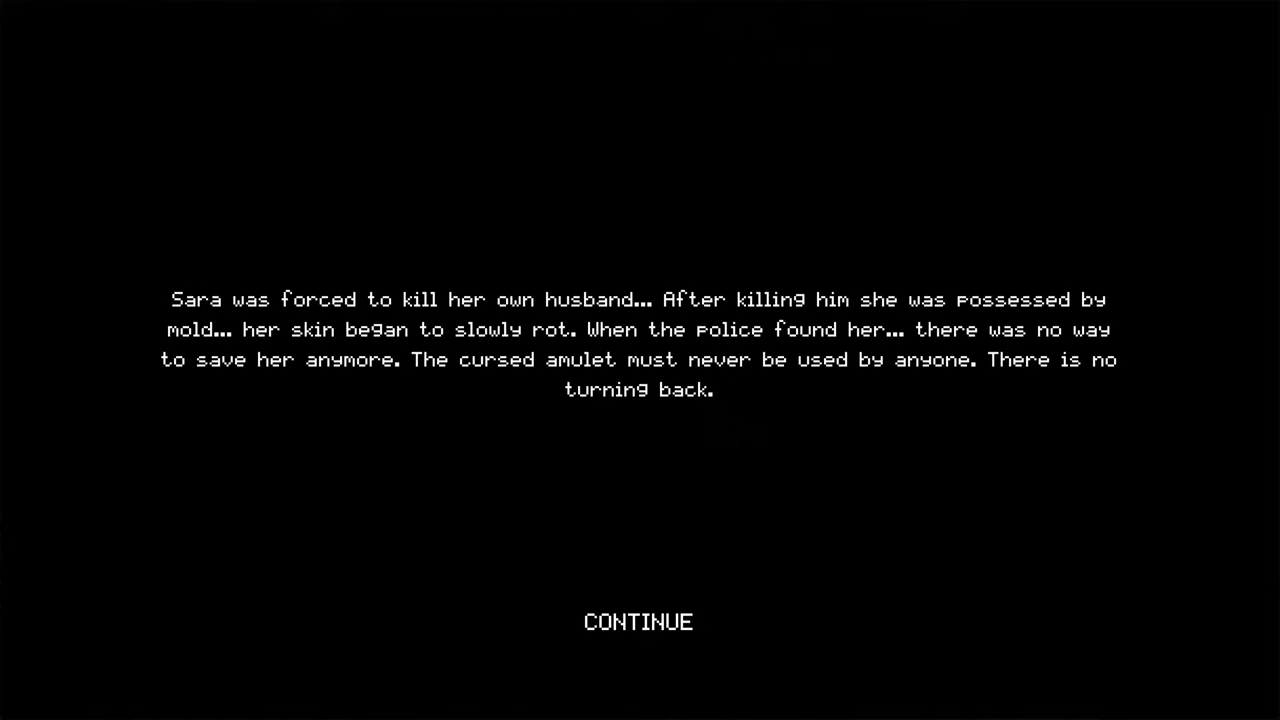 Sara was forced to kill her own husband... After killing him she was possessed by
mold... her skin began to slowly rot. When the police found her... there was no way
to save her anymore. The cursed amulet must never be used by anyone. There is no
turning back.
CONTINUE